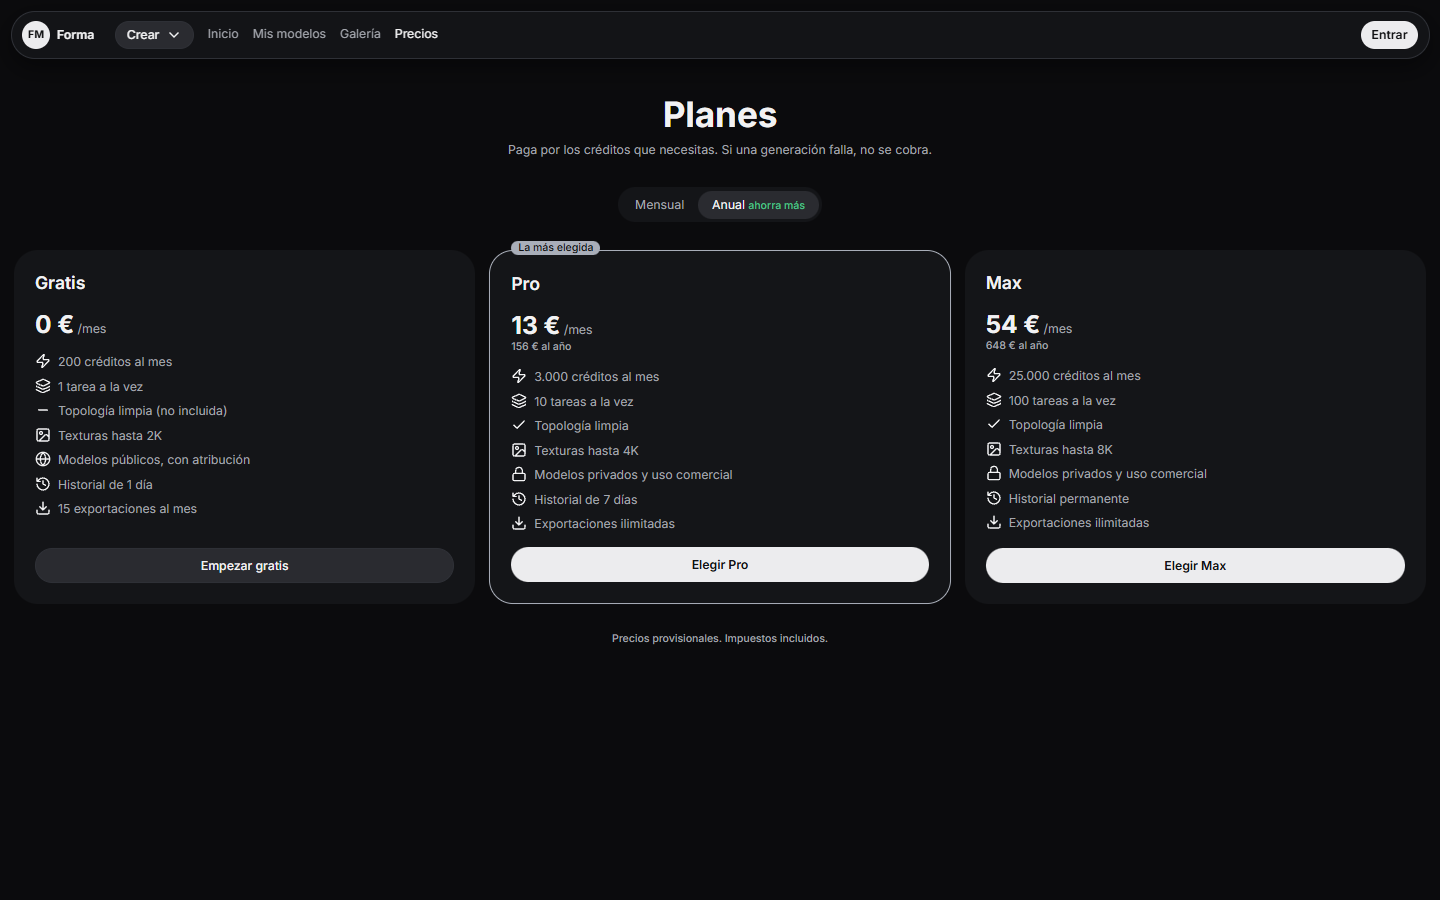 FM Forma Crear Inicio Mis modelos Galería Precios Entrar
Planes
Paga por los créditos que necesitas. Si una generación falla, no se cobra.
Mensual Anual ahorra más
Gratis
0 € /mes
200 créditos al mes
1 tarea a la vez
Topología limpia (no incluida)
Texturas hasta 2K
Modelos públicos, con atribución
Historial de 1 día
15 exportaciones al mes
Empezar gratis
La más elegida
Pro
13 € /mes
156 € al año
3.000 créditos al mes
10 tareas a la vez
Topología limpia
Texturas hasta 4K
Modelos privados y uso comercial
Historial de 7 días
Exportaciones ilimitadas
Elegir Pro
Max
54 € /mes
648 € al año
25.000 créditos al mes
100 tareas a la vez
Topología limpia
Texturas hasta 8K
Modelos privados y uso comercial
Historial permanente
Exportaciones ilimitadas
Elegir Max
Precios provisionales. Impuestos incluidos.